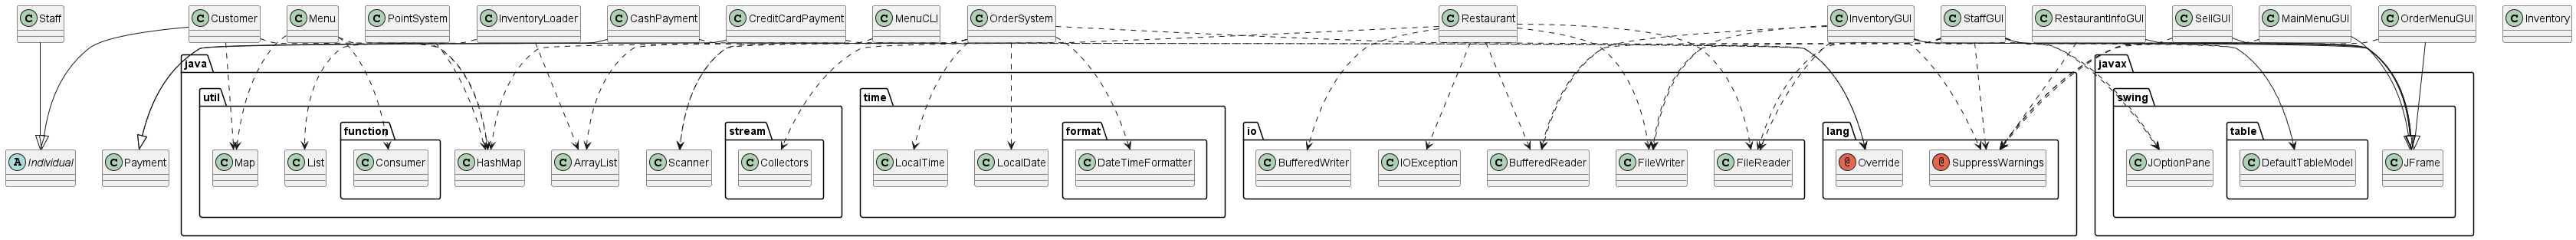 Staff
Customer
Menu
PointSystem
InventoryLoader
CashPayment
CreditCardPayment
MenuCLI
OrderSystem
Restaurant
InventoryGUI
StaffGUI
RestaurantInfoGUI
SellGUI
MainMenuGUI
OrderMenuGUI
Inventory
java
javax
util
time
swing
function
stream
format
io
lang
table
Individual
Payment
Map
List
Consumer
HashMap
ArrayList
Scanner
Collectors
LocalTime
LocalDate
DateTimeFormatter
BufferedWriter
IOException
BufferedReader
FileWriter
FileReader
Override
SuppressWarnings
JOptionPane
DefaultTableModel
JFrame